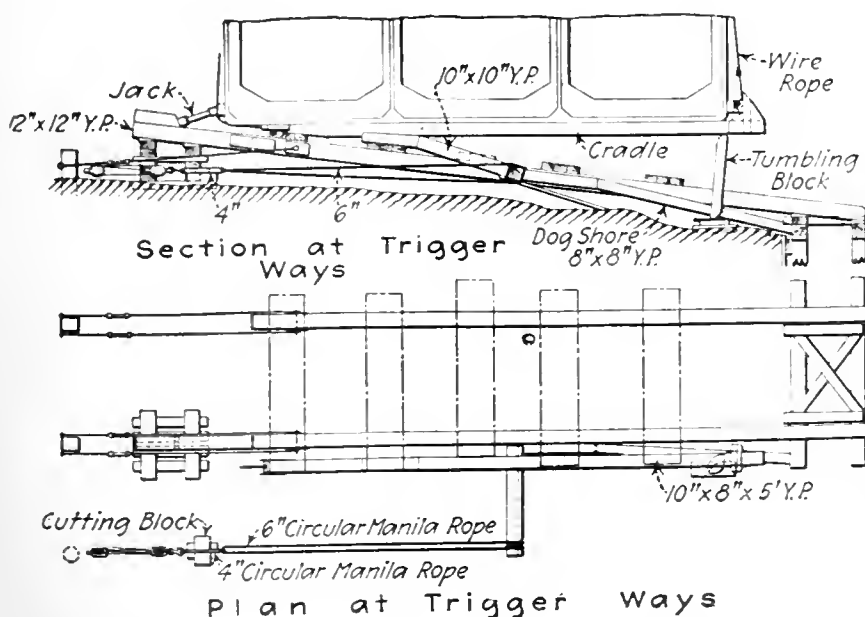 Jack
10"x10" Y.P.
Wire
Rope
12"x12" Y.P.
Cradle
Tumbling
Block
4"
6"
Dog Shore
8"x8" Y.P.
Section at Trigger
Ways
10"x8"x5' Y.P.
Cutting Block
6" Circular Manila Rope
4" Circular Manila Rope
Plan at Trigger Ways